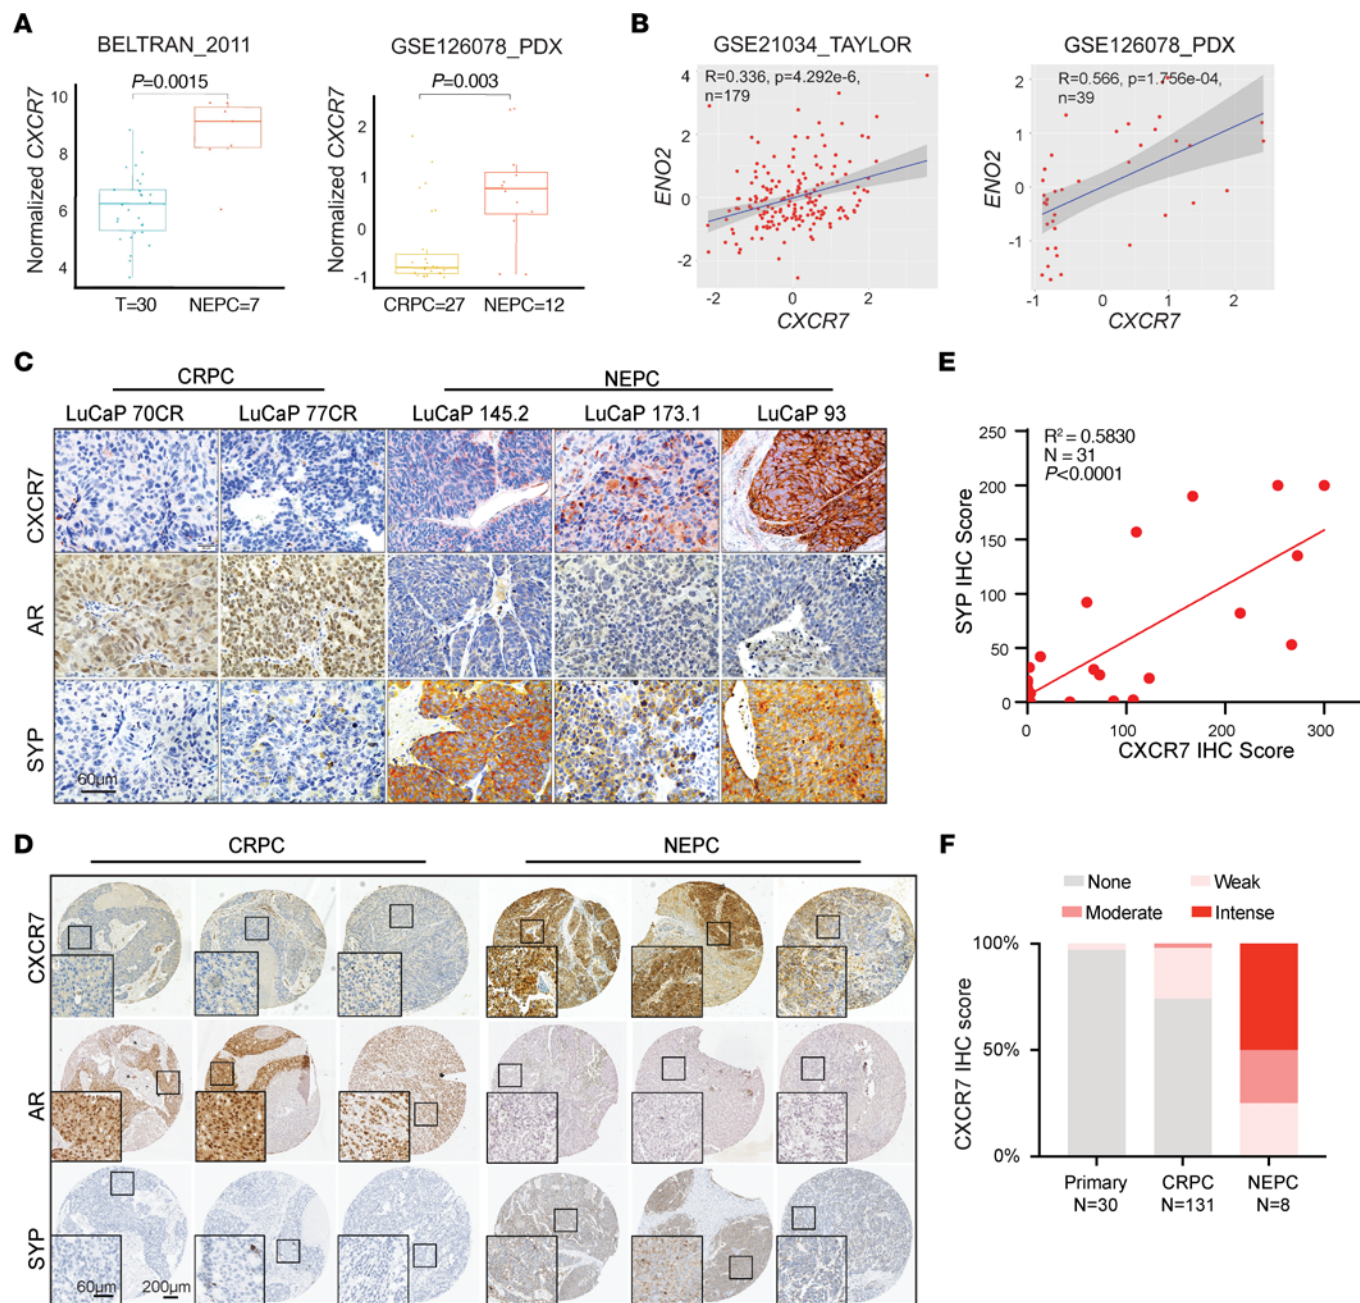 A
BELTRAN_2011
P=0.0015
Normalized CXCR7
10
8
6
4
T=30
NEPC=7
GSE126078_PDX
P=0.003
Normalized CXCR7
2
1
0
-1
CRPC=27
NEPC=12
B
GSE21034_TAYLOR
R=0.336, p=4.292e-6,
n=179
ENO2
4
2
0
-2
-2
0
2
CXCR7
GSE126078_PDX
R=0.566, p=1.756e-04,
n=39
ENO2
2
1
0
-1
-1
0
1
2
CXCR7
C
CRPC
NEPC
LuCaP 70CR
LuCaP 77CR
LuCaP 145.2
LuCaP 173.1
LuCaP 93
CXCR7
AR
SYP
60µm
E
R² = 0.5830
N = 31
P<0.0001
SYP IHC Score
250
200
150
100
50
0
0
100
200
300
CXCR7 IHC Score
D
CRPC
NEPC
CXCR7
AR
SYP
60µm
200µm
F
None
Weak
Moderate
Intense
CXCR7 IHC score
100%
50%
0%
Primary
N=30
CRPC
N=131
NEPC
N=8